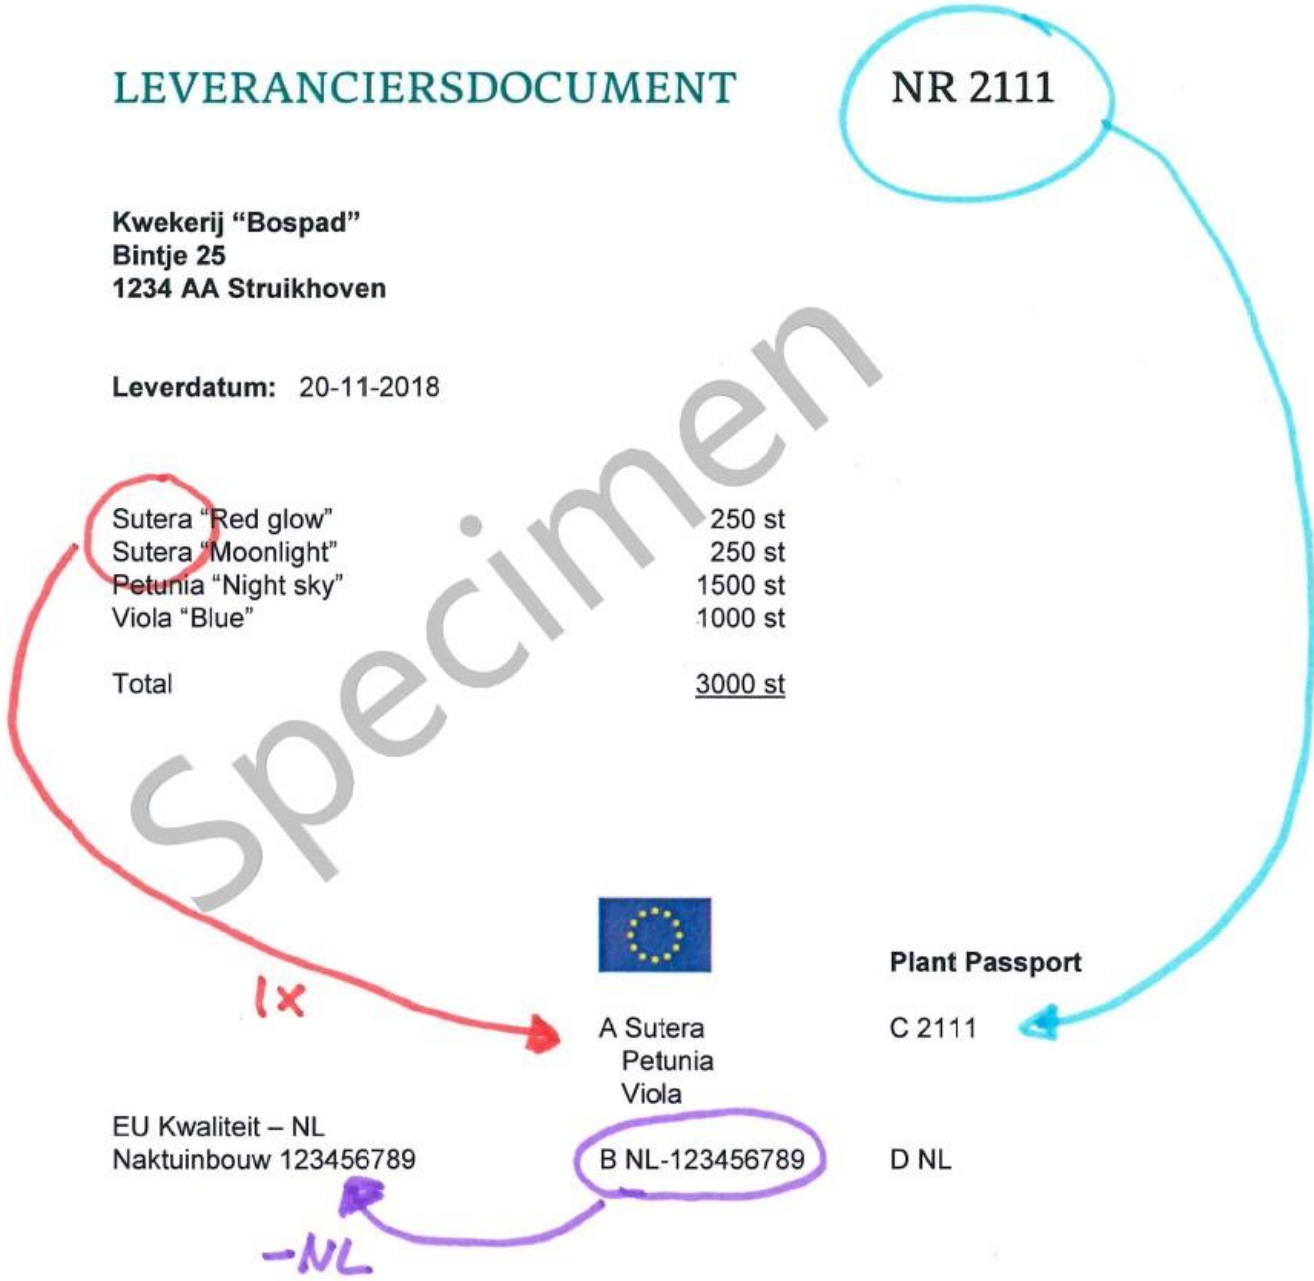 LEVERANCIERSDOCUMENT NR 2111
Kwekerij “Bospad”
Bintje 25
1234 AA Struikhoven
Leverdatum: 20-11-2018
Sutera “Red glow” 250 st
Sutera “Moonlight” 250 st
Petunia “Night sky” 1500 st
Viola “Blue” 1000 st
Total 3000 st
Specimen
Plant Passport
1x
A Sutera C 2111
Petunia
Viola
EU Kwaliteit – NL
Naktuinbouw 123456789 B NL-123456789 D NL
-NL